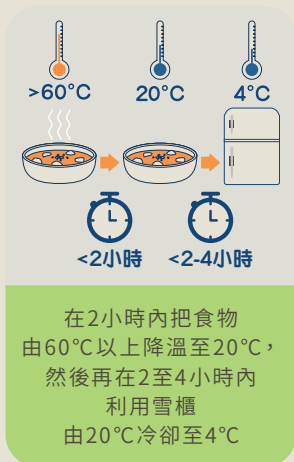 >60°C 20°C 4°C
<2小時 <2-4小時
在2小時內把食物
由60℃以上降溫至20℃，
然後再在2至4小時內
利用雪櫃
由20℃冷卻至4℃